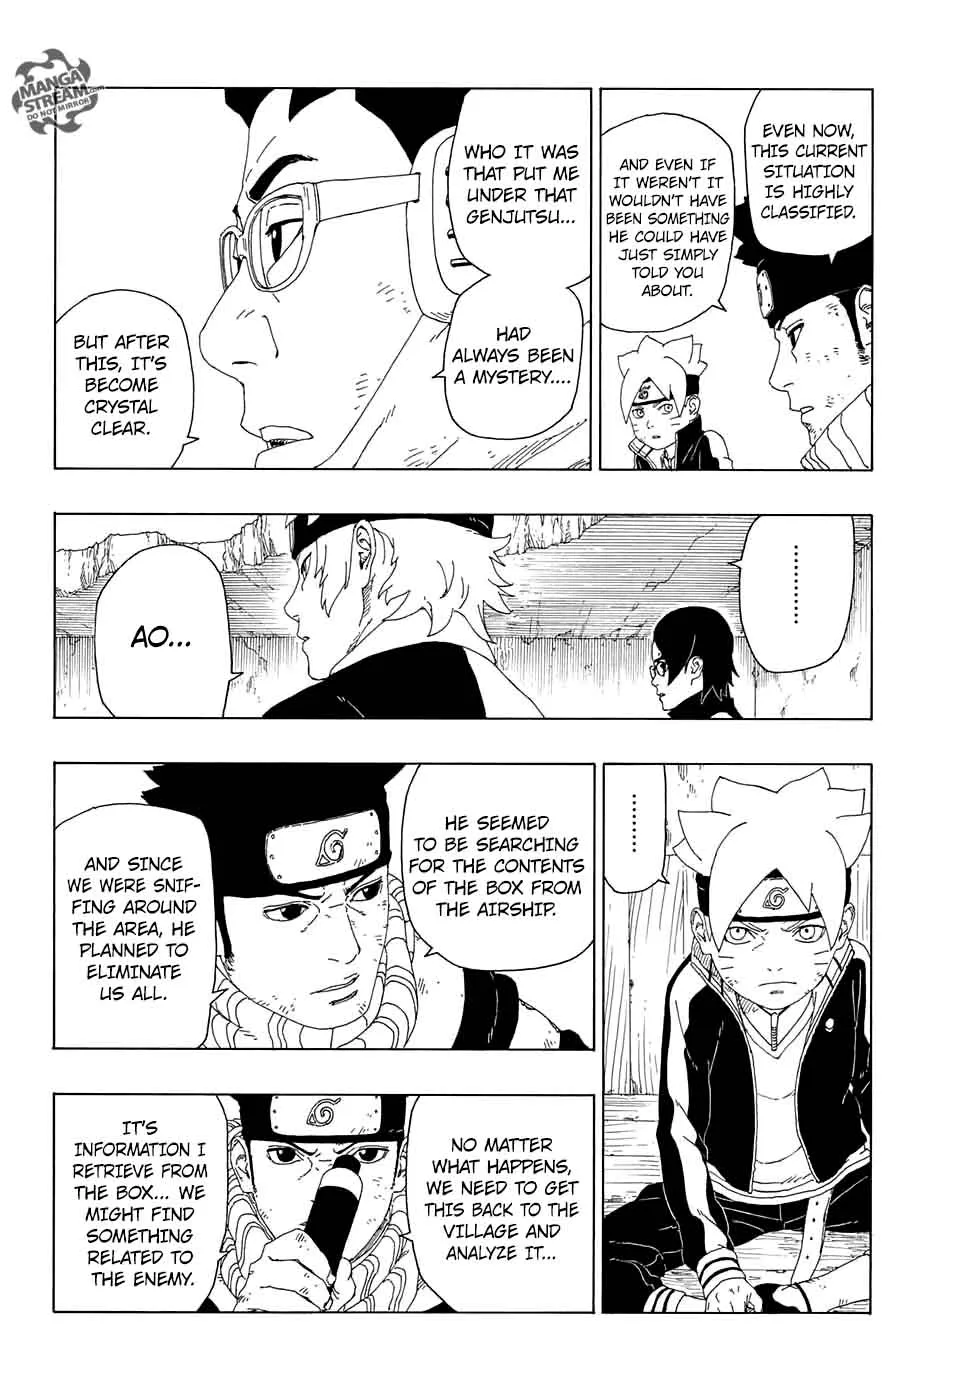 MANGA
STREAM.com
DO NOT MIRROR
EVEN NOW,
THIS CURRENT
SITUATION
IS HIGHLY
CLASSIFIED.
AND EVEN IF
IT WEREN'T IT
WOULDN'T HAVE
BEEN SOMETHING
HE COULD HAVE
JUST SIMPLY
TOLD YOU
ABOUT.
WHO IT WAS
THAT PUT ME
UNDER THAT
GENJUTSU...
HAD
ALWAYS BEEN
A MYSTERY....
BUT AFTER
THIS, IT'S
BECOME
CRYSTAL
CLEAR.
..........
AO...
..........
HE SEEMED
TO BE SEARCHING
FOR THE CONTENTS
OF THE BOX FROM
THE AIRSHIP.
AND SINCE
WE WERE SNIF-
FING AROUND
THE AREA, HE
PLANNED TO
ELIMINATE
US ALL.
NO MATTER
WHAT HAPPENS,
WE NEED TO GET
THIS BACK TO THE
VILLAGE AND
ANALYZE IT...
IT'S
INFORMATION I
RETRIEVE FROM
THE BOX... WE
MIGHT FIND
SOMETHING
RELATED TO
THE ENEMY.